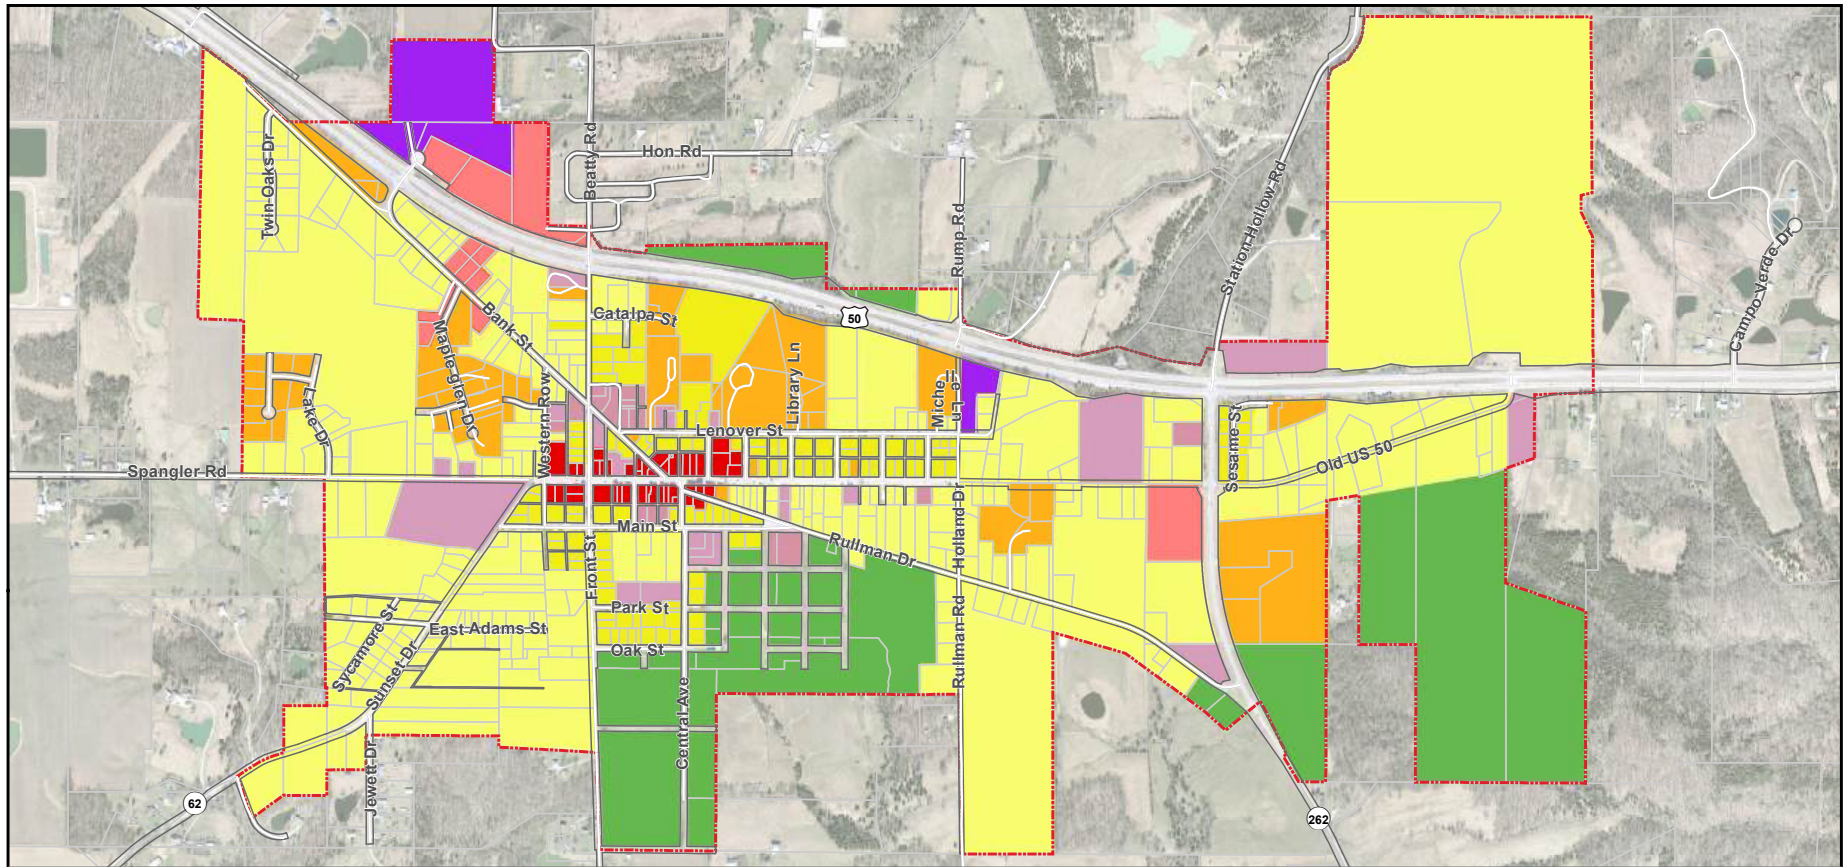 Hon Rd
Beatty Rd
Twin Oaks Dr
Rump Rd
Station Hollow Rd
Campo Verde Dr
Catalpa St
50
Bank St
Maple glen DC
Library Ln
Michelle Ln
Lake Dr
Western Row
Lenover St
Sesame St
Old US 50
Spangler Rd
Main St
Holland Dr
Rullman Dr
Front St
Park St
East Adams St
Sycamore St
Oak St
Rullman Rd
Sunset Dr
Central Ave
Jewett Dr
62
262